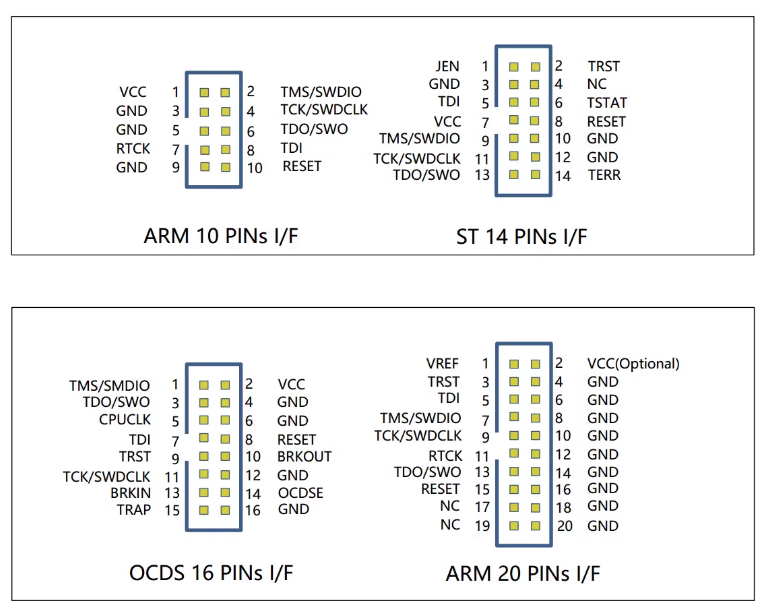 VCC 1 2 TMS/SWDIO
GND 3 4 TCK/SWDCLK
GND 5 6 TDO/SWO
RTCK 7 8 TDI
GND 9 10 RESET
ARM 10 PINs I/F
JEN 1 2 TRST
GND 3 4 NC
TDI 5 6 TSTAT
VCC 7 8 RESET
TMS/SWDIO 9 10 GND
TCK/SWDCLK 11 12 GND
TDO/SWO 13 14 TERR
ST 14 PINs I/F
TMS/SMDIO 1 2 VCC
TDO/SWO 3 4 GND
CPUCLK 5 6 GND
TDI 7 8 RESET
TRST 9 10 BRKOUT
TCK/SWDCLK 11 12 GND
BRKIN 13 14 OCDSE
TRAP 15 16 GND
OCDS 16 PINs I/F
VREF 1 2 VCC(Optional)
TRST 3 4 GND
TDI 5 6 GND
TMS/SWDIO 7 8 GND
TCK/SWDCLK 9 10 GND
RTCK 11 12 GND
TDO/SWO 13 14 GND
RESET 15 16 GND
NC 17 18 GND
NC 19 20 GND
ARM 20 PINs I/F